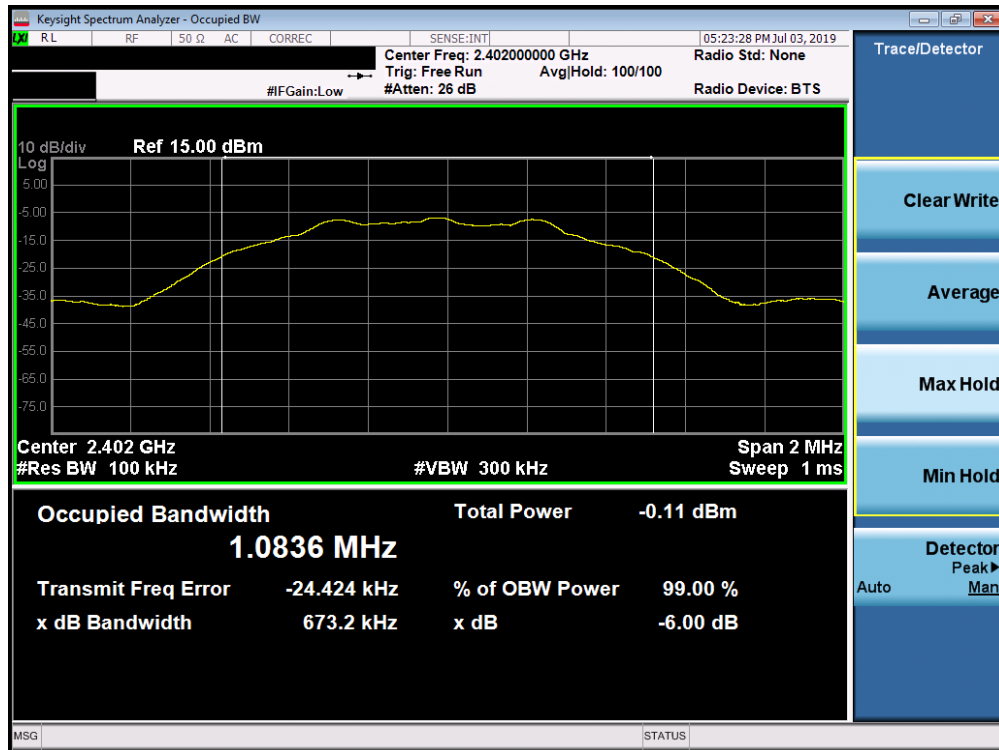 Keysight Spectrum Analyzer - Occupied BW
LXI RL RF 50 Ω AC CORREC SENSE:INT 05:23:28 PM Jul 03, 2019
Center Freq: 2.402000000 GHz Radio Std: None
Trig: Free Run Avg|Hold: 100/100
#IFGain:Low #Atten: 26 dB Radio Device: BTS
Trace/Detector
10 dB/div Ref 15.00 dBm
Log
5.00
-5.00
-15.0
-25.0
-35.0
-45.0
-55.0
-65.0
-75.0
Center 2.402 GHz Span 2 MHz
#Res BW 100 kHz #VBW 300 kHz Sweep 1 ms
Occupied Bandwidth Total Power -0.11 dBm
1.0836 MHz
Transmit Freq Error -24.424 kHz % of OBW Power 99.00 %
x dB Bandwidth 673.2 kHz x dB -6.00 dB
Clear Write
Average
Max Hold
Min Hold
Detector
Peak▶
Auto Man
MSG STATUS